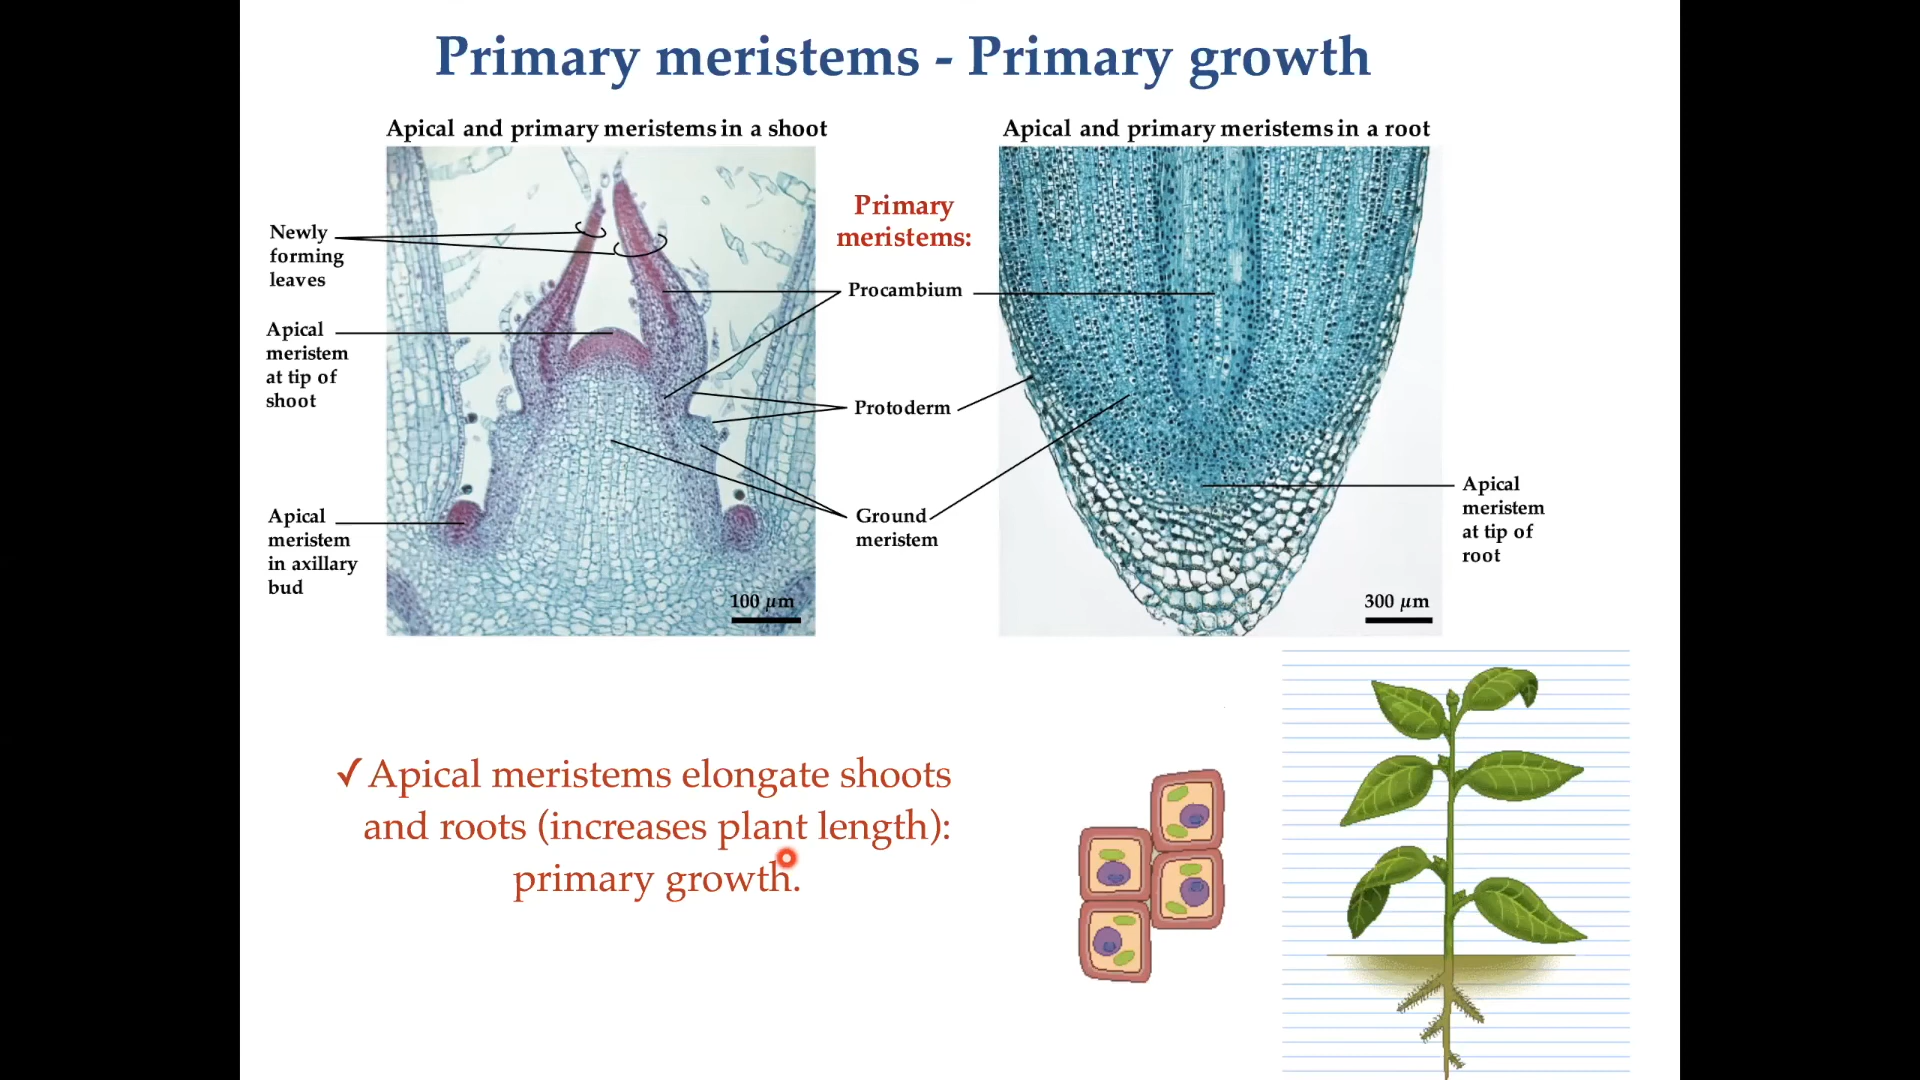 Primary meristems - Primary growth
Apical and primary meristems in a shoot
Apical and primary meristems in a root
Primary
meristems:
Newly
forming
leaves
Procambium
Apical
meristem
at tip of
shoot
Protoderm
Apical
meristem
in axillary
bud
Ground
meristem
Apical
meristem
at tip of
root
100 µm
300 µm
✓Apical meristems elongate shoots
and roots (increases plant length):
primary growth.